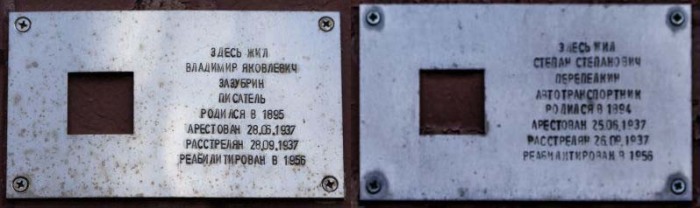 ЗДЕСЬ ЖИЛ
ВЛАДИМИР ЯКОВЛЕВИЧ
ЗАЗУБРИН
ПИСАТЕЛЬ
РОДИЛСЯ В 1895
АРЕСТОВАН 28.06.1937
РАССТРЕЛЯН 28.09.1937
РЕАБИЛИТИРОВАН В 1956
ЗДЕСЬ ЖИЛ
СТЕПАН СТЕПАНОВИЧ
ПЕРЕПЕЛКИН
АВТОТРАНСПОРТНИК
РОДИЛСЯ В 1894
АРЕСТОВАН 25.06.1937
РАССТРЕЛЯН 26.09.1937
РЕАБИЛИТИРОВАН В 1956